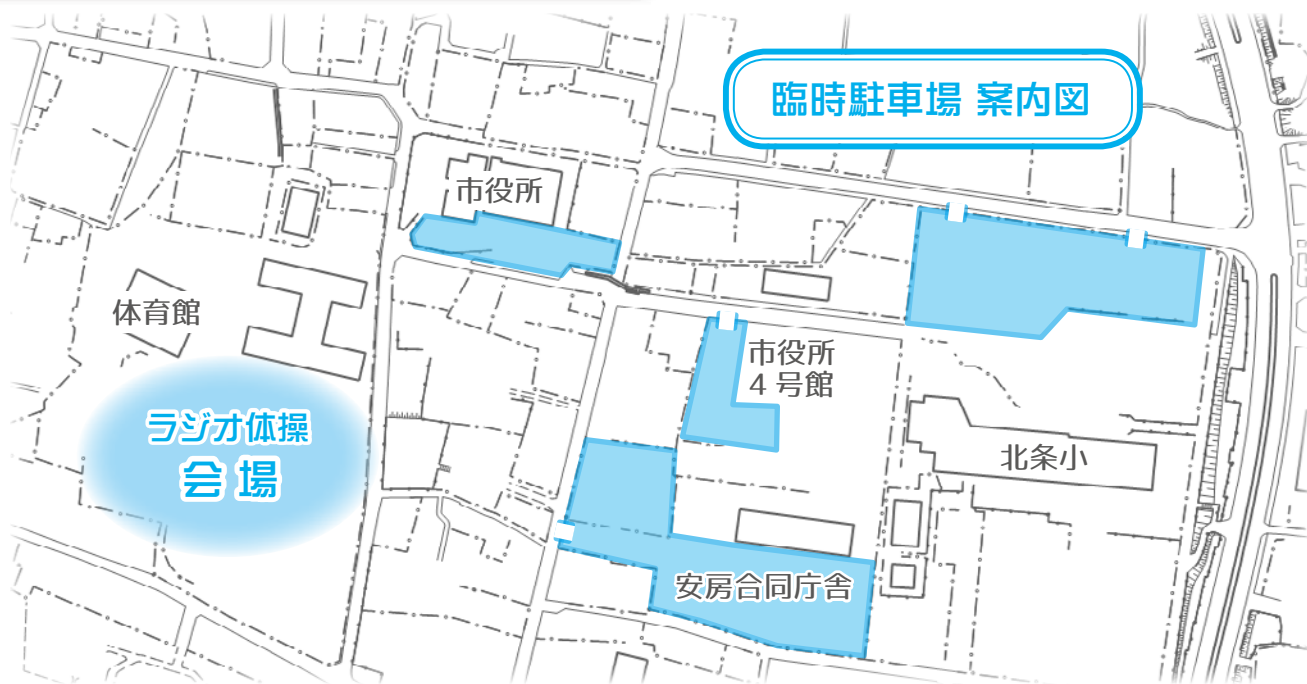 臨時駐車場 案内図
市役所
体育館
市役所
4号館
ラジオ体操
会場
北条小
安房合同庁舎